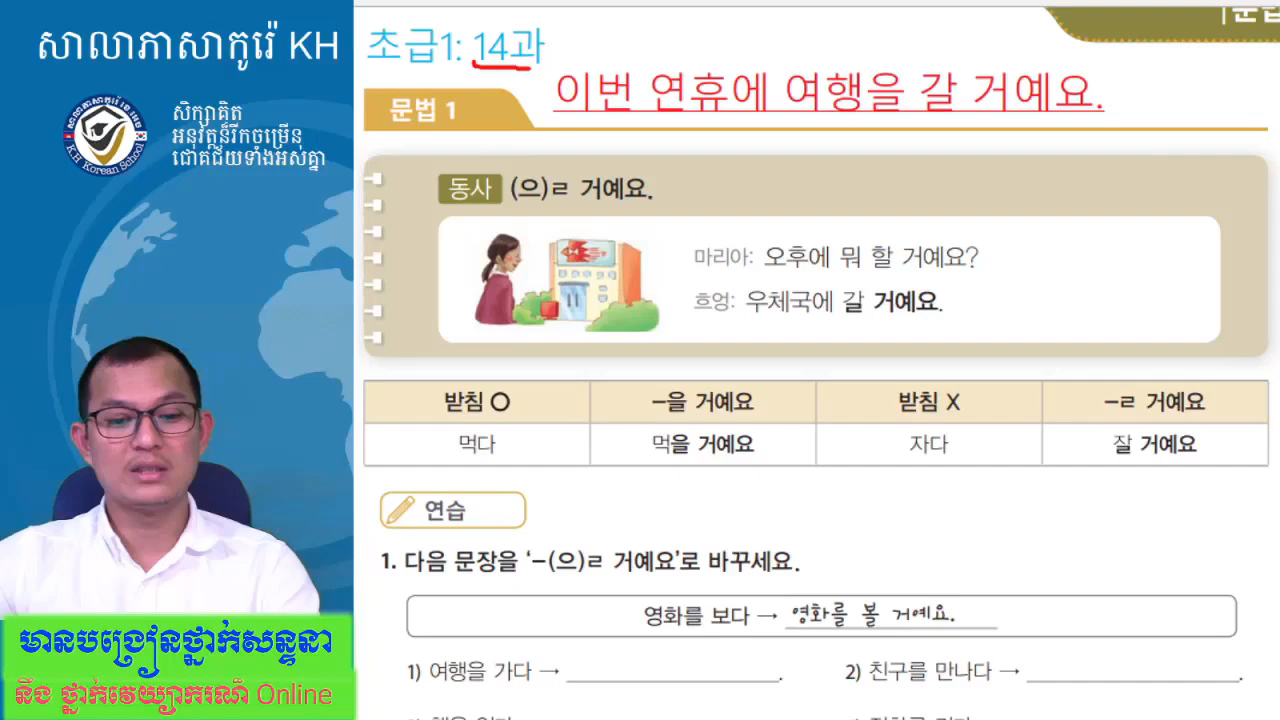 សាលាភាសាកូរ៉េ KH
សិក្សាគិត
អនុវត្តន៍រីកចម្រើន
ជោគជ័យទាំងអស់គ្នា
K.H Korean School
មានបង្រៀនថ្នាក់សន្ទនា
និង ថ្នាក់វេយ្យាករណ៍ Online
초급1: 14과
이번 연휴에 여행을 갈 거예요.
문법 1
동사 (으)ㄹ 거예요.
마리아: 오후에 뭐 할 거예요?
흐엉: 우체국에 갈 거예요.
받침 O -을 거예요 받침 X -ㄹ 거예요
먹다 먹을 거예요 자다 잘 거예요
연습
1. 다음 문장을 ‘-(으)ㄹ 거예요’로 바꾸세요.
영화를 보다 → 영화를 볼 거예요.
1) 여행을 가다 → .
2) 친구를 만나다 → .